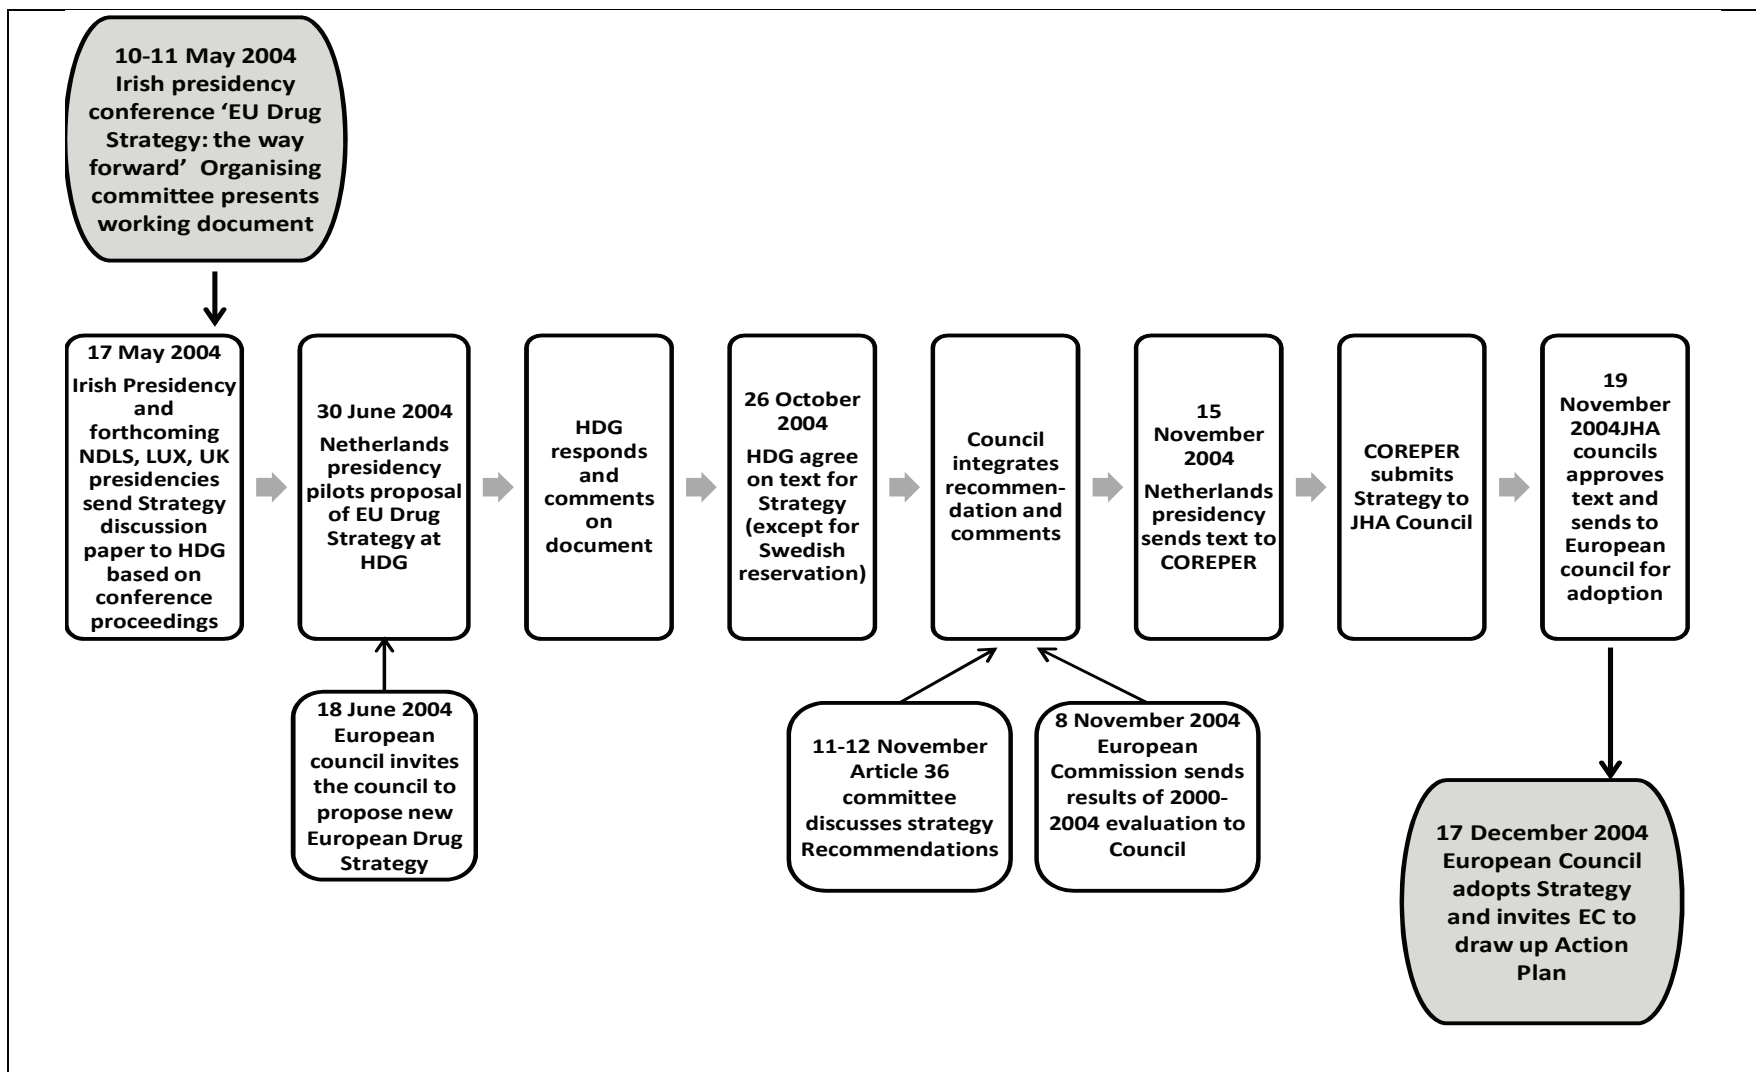 10-11 May 2004
Irish presidency
conference ‘EU Drug
Strategy: the way
forward’ Organising
committee presents
working document
17 May 2004
Irish Presidency
and
forthcoming
NDLS, LUX, UK
presidencies
send Strategy
discussion
paper to HDG
based on
conference
proceedings
30 June 2004
Netherlands
presidency
pilots proposal
of EU Drug
Strategy at
HDG
HDG
responds
and
comments
on
document
26 October
2004
HDG agree
on text for
Strategy
(except for
Swedish
reservation)
Council
integrates
recommen-
dation and
comments
15
November
2004
Netherlands
presidency
sends text to
COREPER
COREPER
submits
Strategy to
JHA Council
19
November
2004JHA
councils
approves
text and
sends to
European
council for
adoption
18 June 2004
European
council invites
the council to
propose new
European Drug
Strategy
11-12 November
Article 36
committee
discusses strategy
Recommendations
8 November 2004
European
Commission sends
results of 2000-
2004 evaluation to
Council
17 December 2004
European Council
adopts Strategy
and invites EC to
draw up Action
Plan